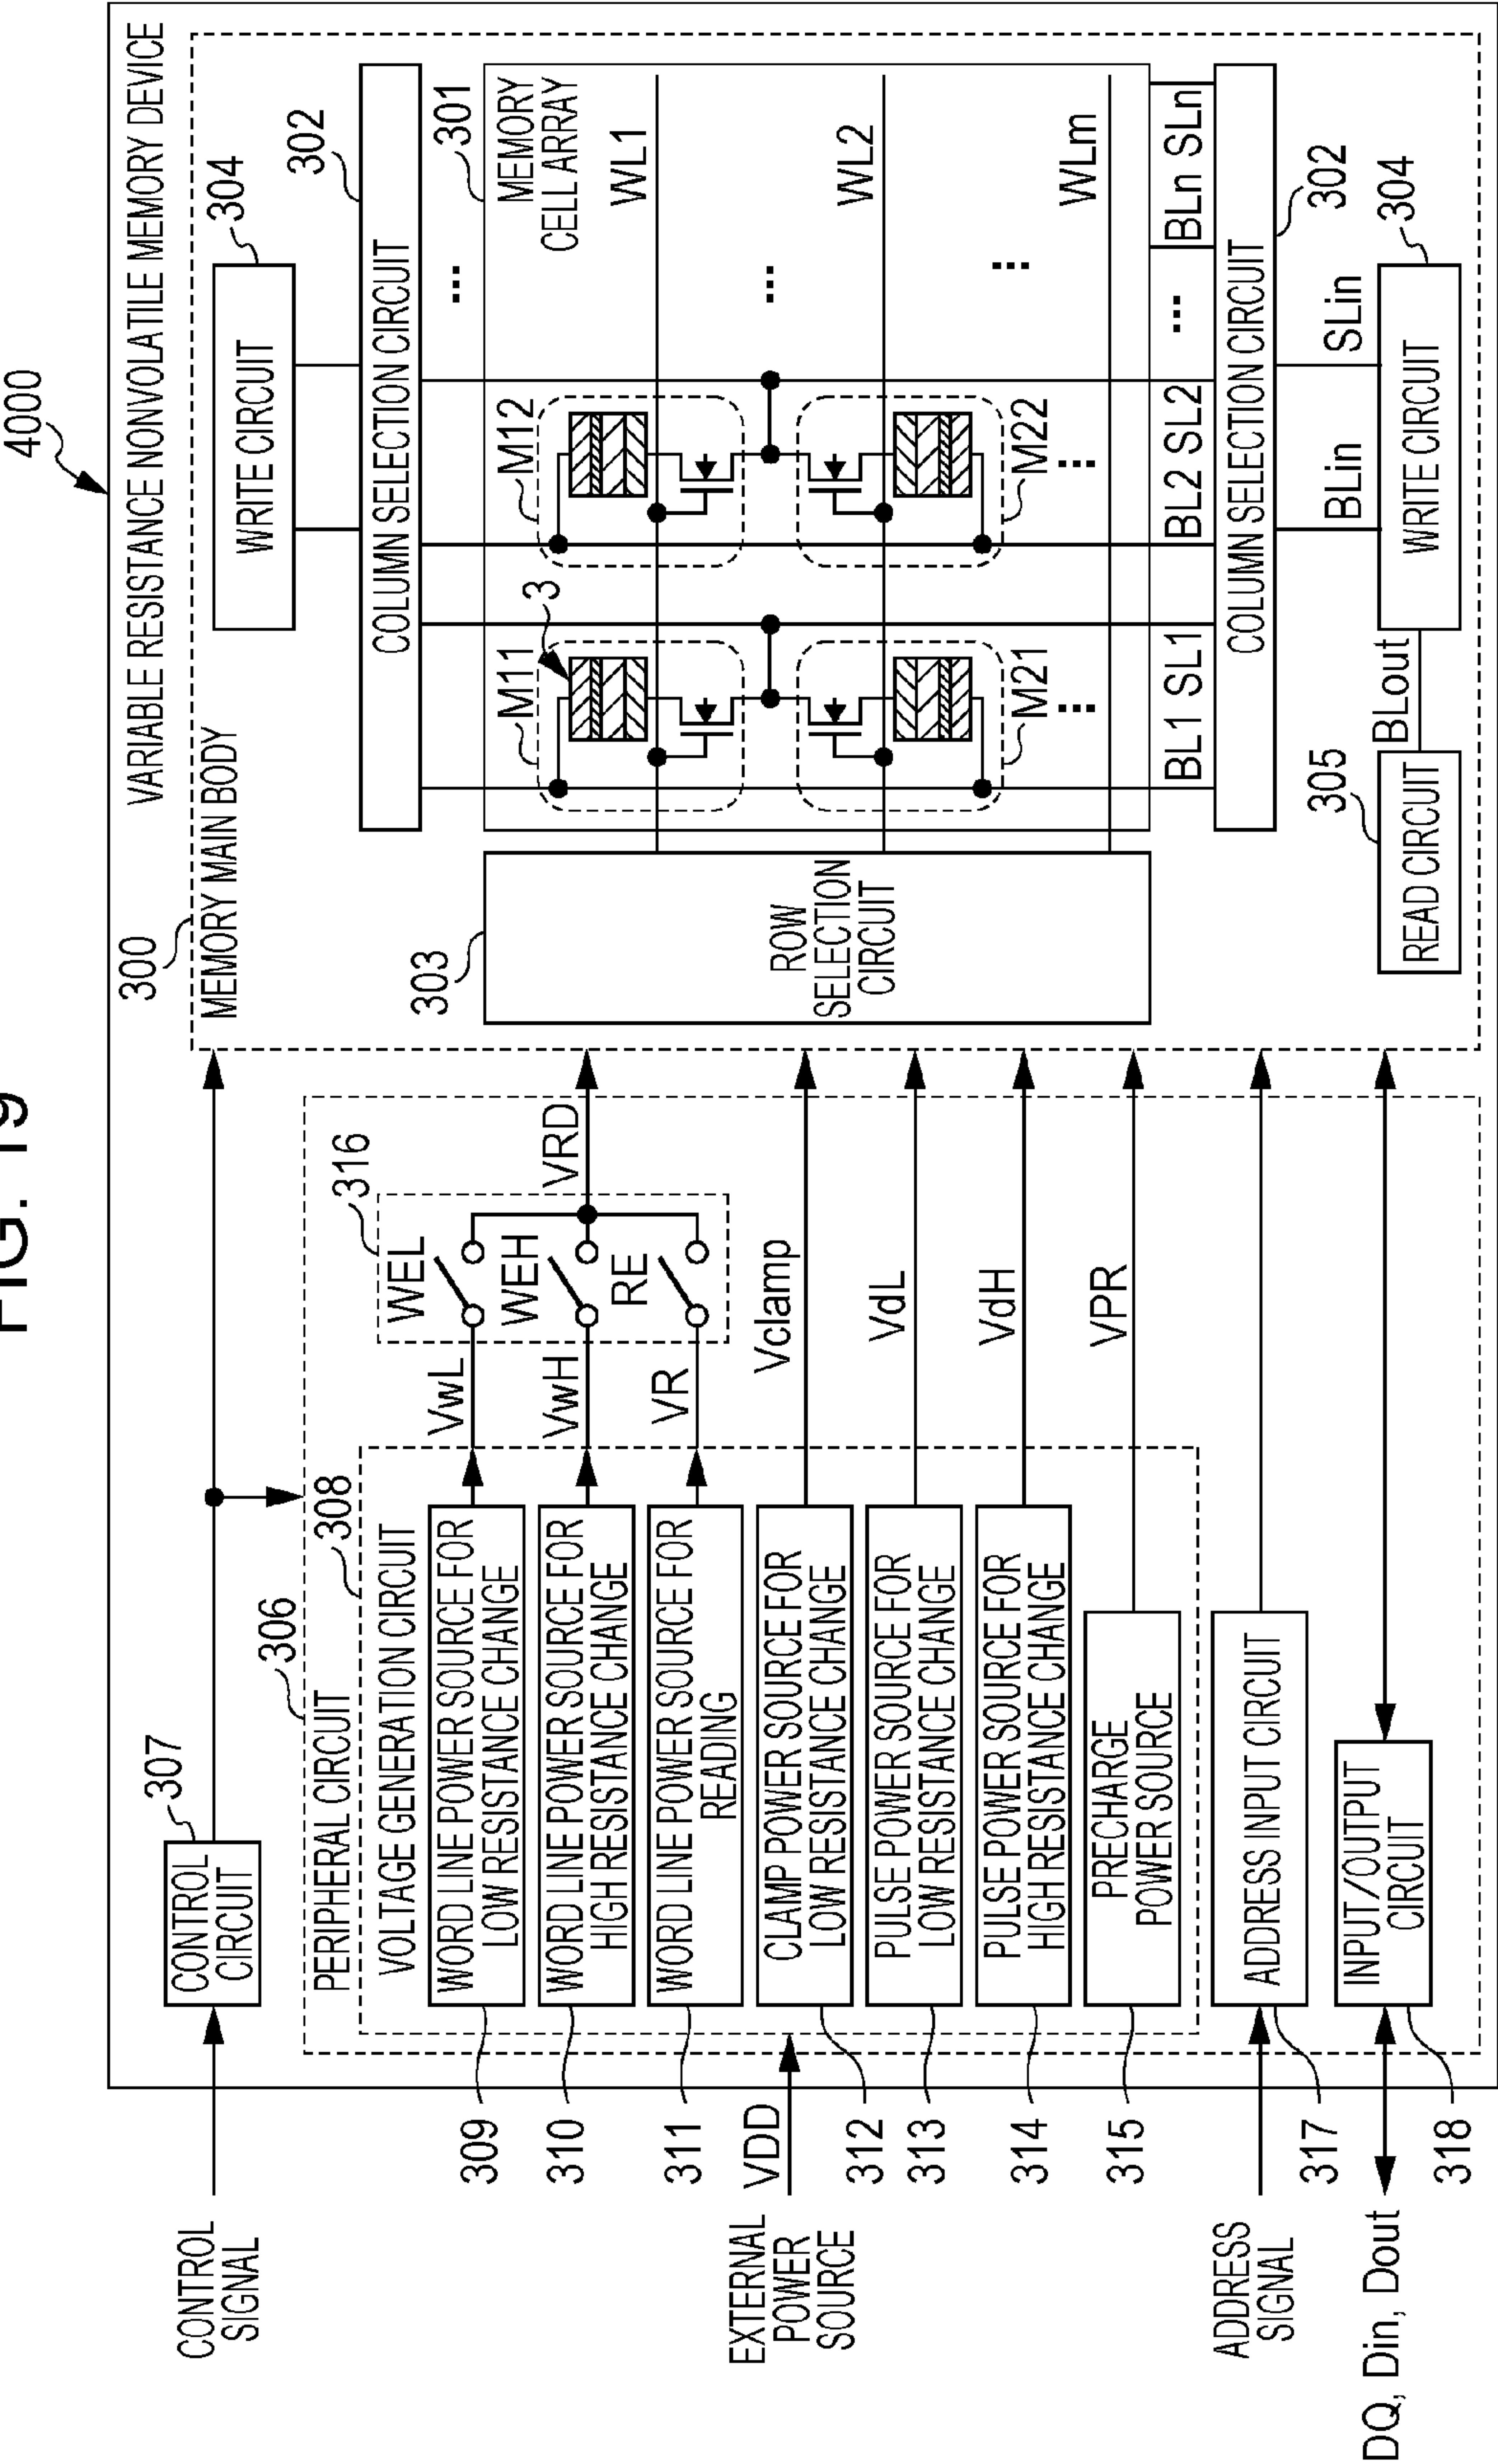 FIG. 19
4000
VARIABLE RESISTANCE NONVOLATILE MEMORY DEVICE
300
MEMORY MAIN BODY
304
WRITE CIRCUIT
302
COLUMN SELECTION CIRCUIT
301
MEMORY
CELL ARRAY
...
M11
3
M12
WL1
...
WL2
M21
M22
...
...
...
WLm
BL1 SL1
BL2 SL2
...
BLn SLn
303
ROW
SELECTION
CIRCUIT
COLUMN SELECTION CIRCUIT
302
BLin
SLin
304
WRITE CIRCUIT
BLout
305
READ CIRCUIT
CONTROL
SIGNAL
307
CONTROL
CIRCUIT
306
PERIPHERAL CIRCUIT
308
VOLTAGE GENERATION CIRCUIT
309
WORD LINE POWER SOURCE FOR
LOW RESISTANCE CHANGE
VwL
310
WORD LINE POWER SOURCE FOR
HIGH RESISTANCE CHANGE
VwH
311
WORD LINE POWER SOURCE FOR
READING
VR
316
WEL
WEH
RE
VRD
EXTERNAL
POWER
SOURCE
VDD
312
CLAMP POWER SOURCE FOR
LOW RESISTANCE CHANGE
Vclamp
313
PULSE POWER SOURCE FOR
LOW RESISTANCE CHANGE
VdL
314
PULSE POWER SOURCE FOR
HIGH RESISTANCE CHANGE
VdH
315
PRECHARGE
POWER SOURCE
VPR
ADDRESS
SIGNAL
317
ADDRESS INPUT CIRCUIT
DQ, Din, Dout
318
INPUT/OUTPUT
CIRCUIT